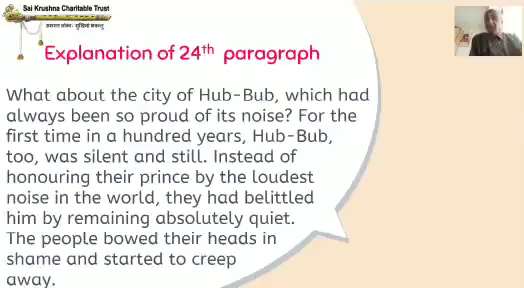 Sai Krushna Charitable Trust
समस्ताः लोकाः सुखिनो भवन्तु
Explanation of 24th paragraph
What about the city of Hub-Bub, which had
always been so proud of its noise? For the
first time in a hundred years, Hub-Bub,
too, was silent and still. Instead of
honouring their prince by the loudest
noise in the world, they had belittled
him by remaining absolutely quiet.
The people bowed their heads in
shame and started to creep
away.